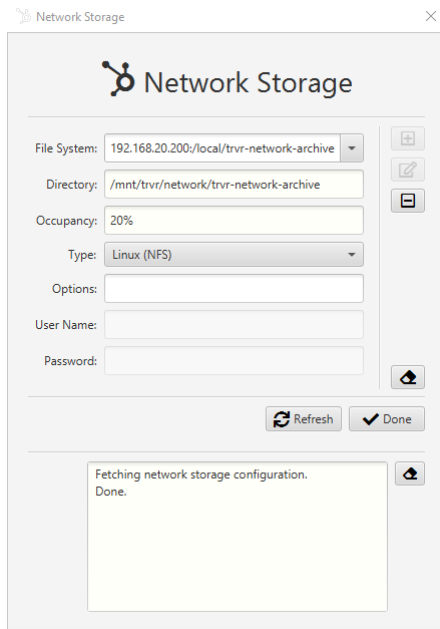 Network Storage
Network Storage
File System: 192.168.20.200:/local/trvr-network-archive
Directory: /mnt/trvr/network/trvr-network-archive
Occupancy: 20%
Type: Linux (NFS)
Options:
User Name:
Password:
Refresh Done
Fetching network storage configuration.
Done.